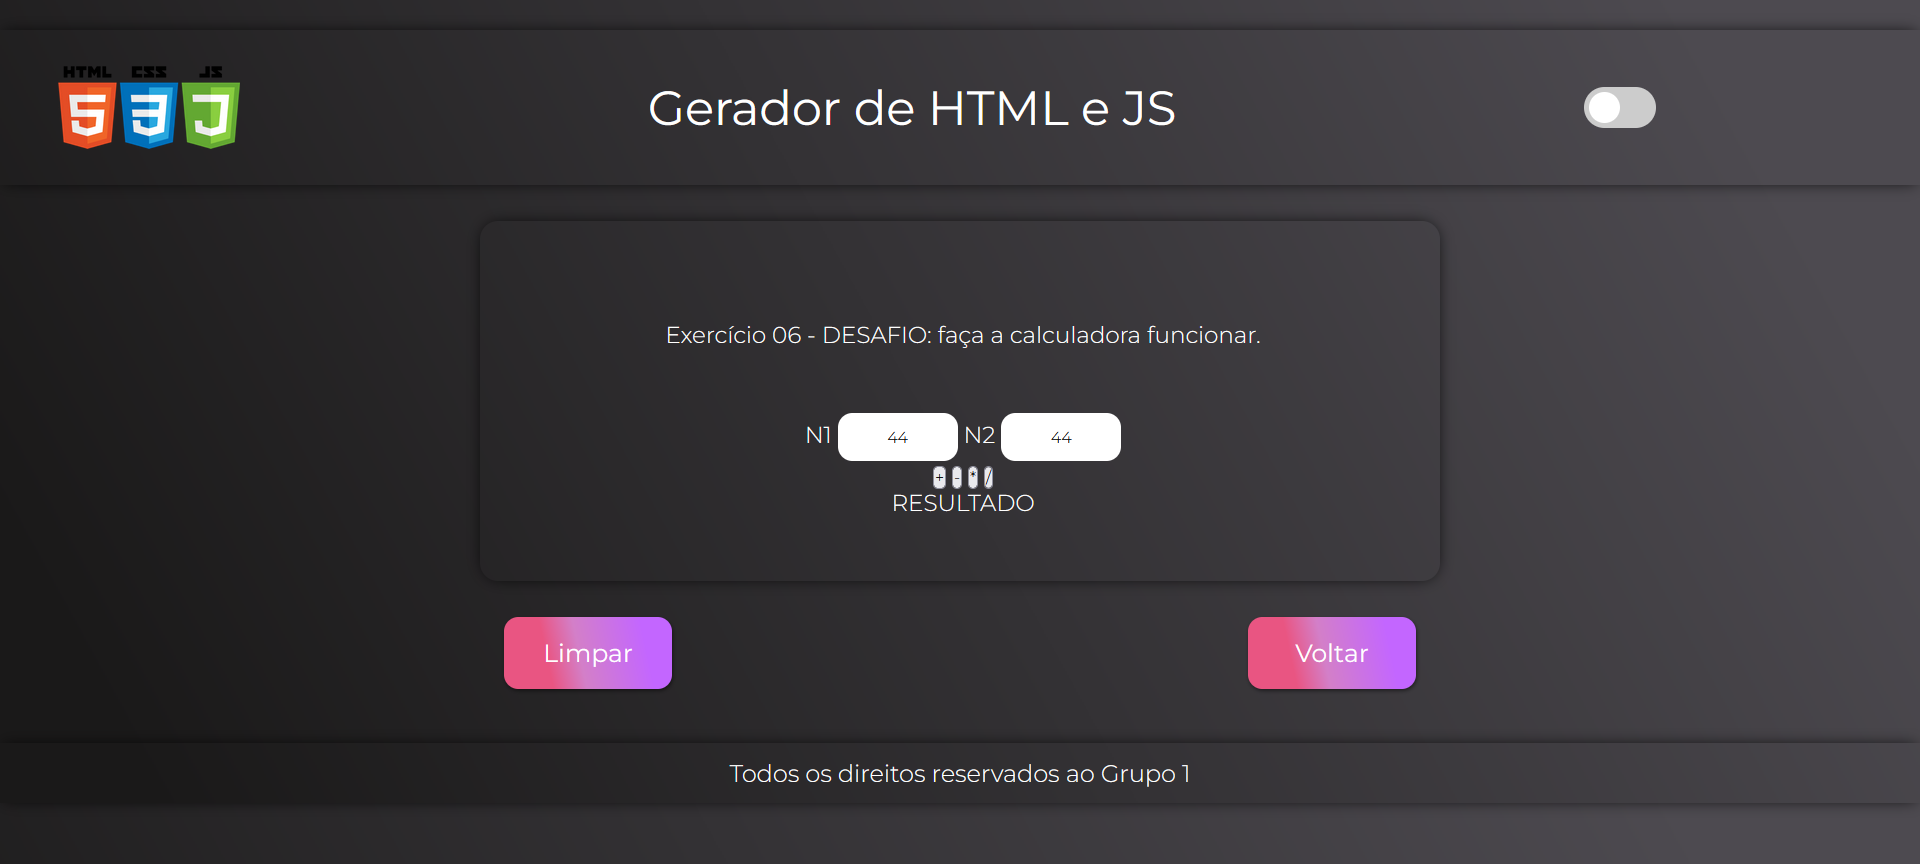 HTML CSS JS
5 3 J
Gerador de HTML e JS
Exercício 06 - DESAFIO: faça a calculadora funcionar.
N1 44 N2 44
+ - * /
RESULTADO
Limpar Voltar
Todos os direitos reservados ao Grupo 1